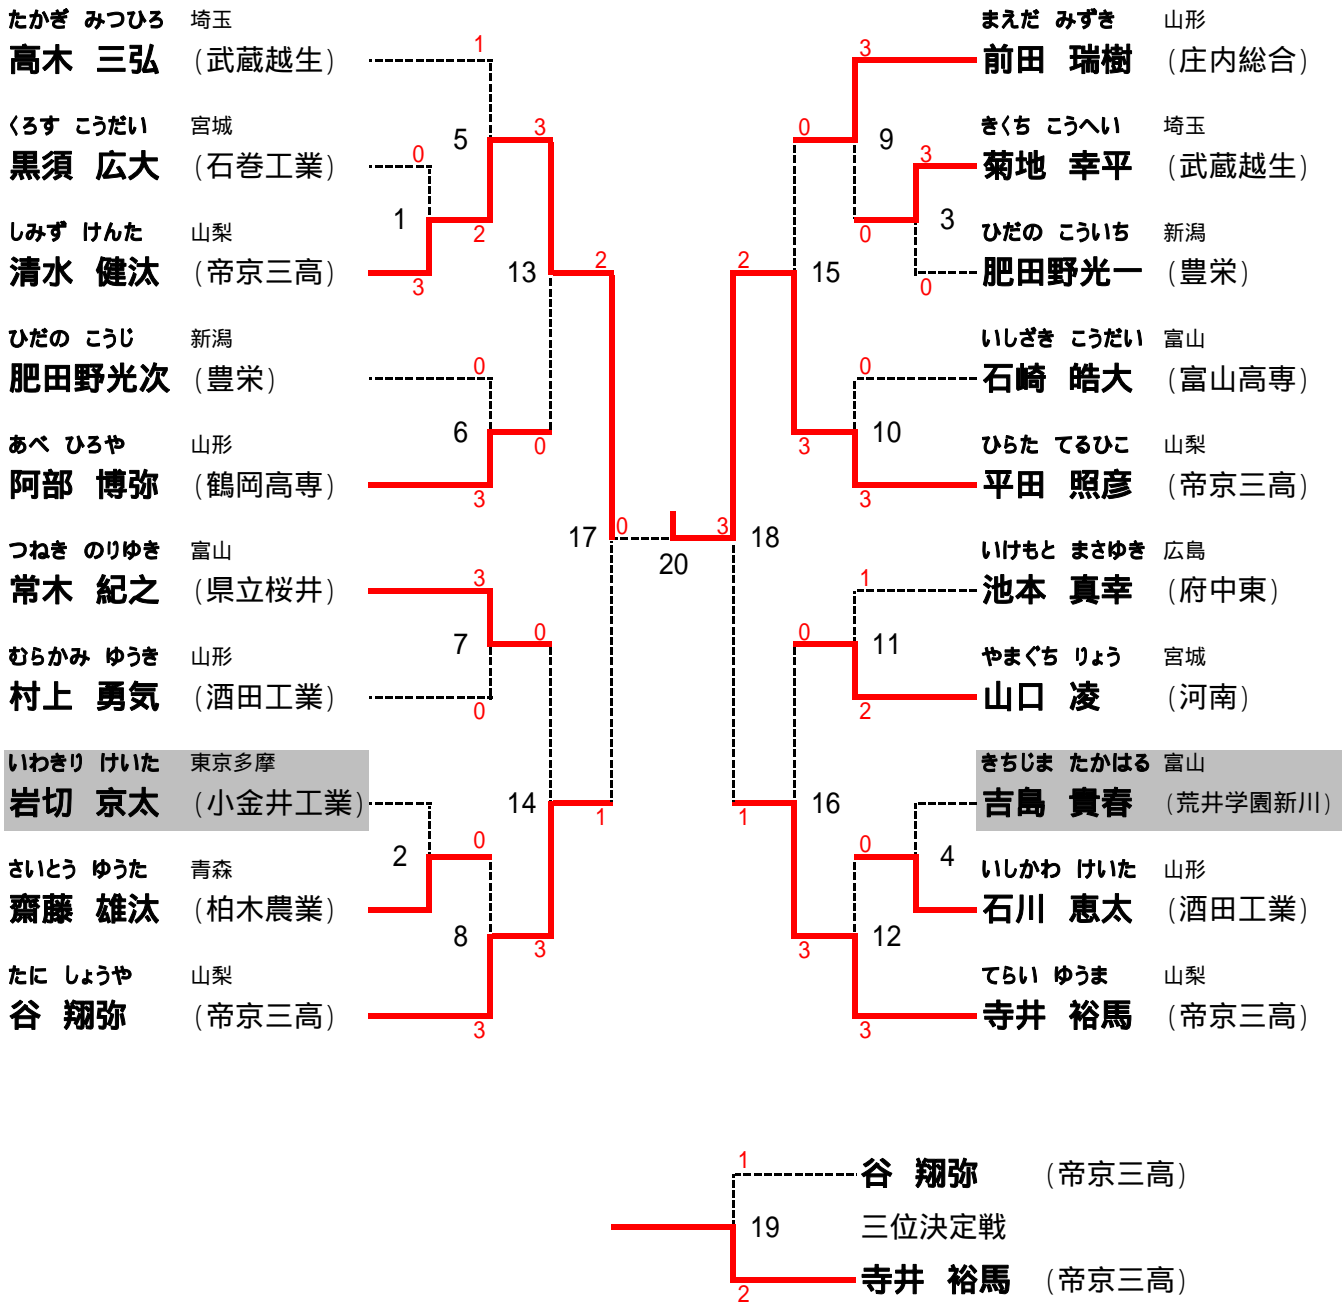 たかぎ みつひろ 埼玉
高木 三弘 (武蔵越生)
1
くろす こうだい 宮城
黒須 広大 (石巻工業)
0
5
3
1
しみず けんた 山梨
清水 健汰 (帝京三高)
3
2
13
2
ひだの こうじ 新潟
肥田野光次 (豊栄)
0
6
0
あべ ひろや 山形
阿部 博弥 (鶴岡高専)
3
17
0
つねき のりゆき 富山
常木 紀之 (県立桜井)
3
7
0
むらかみ ゆうき 山形
村上 勇気 (酒田工業)
0
いわきり けいた 東京多摩
岩切 京太 (小金井工業)
14
1
2
0
さいとう ゆうた 青森
齋藤 雄汰 (柏木農業)
8
3
たに しょうや 山梨
谷 翔弥 (帝京三高)
3
20
まえだ みずき 山形
前田 瑞樹 (庄内総合)
3
0
9
きくち こうへい 埼玉
菊地 幸平 (武蔵越生)
3
0
3
ひだの こういち 新潟
肥田野光一 (豊栄)
0
2
15
いしざき こうだい 富山
石崎 皓大 (富山高専)
0
10
3
ひらた てるひこ 山梨
平田 照彦 (帝京三高)
3
3
18
いけもと まさゆき 広島
池本 真幸 (府中東)
1
0
11
やまぐち りょう 宮城
山口 凌 (河南)
2
きちじま たかはる 富山
吉島 貴春 (荒井学園新川)
1
16
0
4
いしかわ けいた 山形
石川 恵太 (酒田工業)
12
3
てらい ゆうま 山梨
寺井 裕馬 (帝京三高)
3
1
谷 翔弥 (帝京三高)
19 三位決定戦
寺井 裕馬 (帝京三高)
2